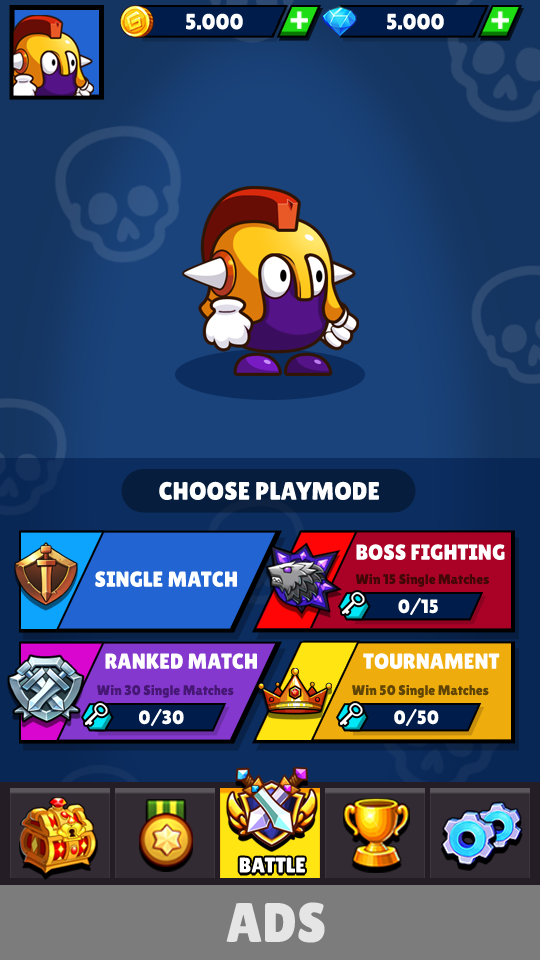 5.000
5.000
CHOOSE PLAYMODE
SINGLE MATCH
BOSS FIGHTING
Win 15 Single Matches
0/15
RANKED MATCH
Win 30 Single Matches
0/30
TOURNAMENT
Win 50 Single Matches
0/50
BATTLE
ADS